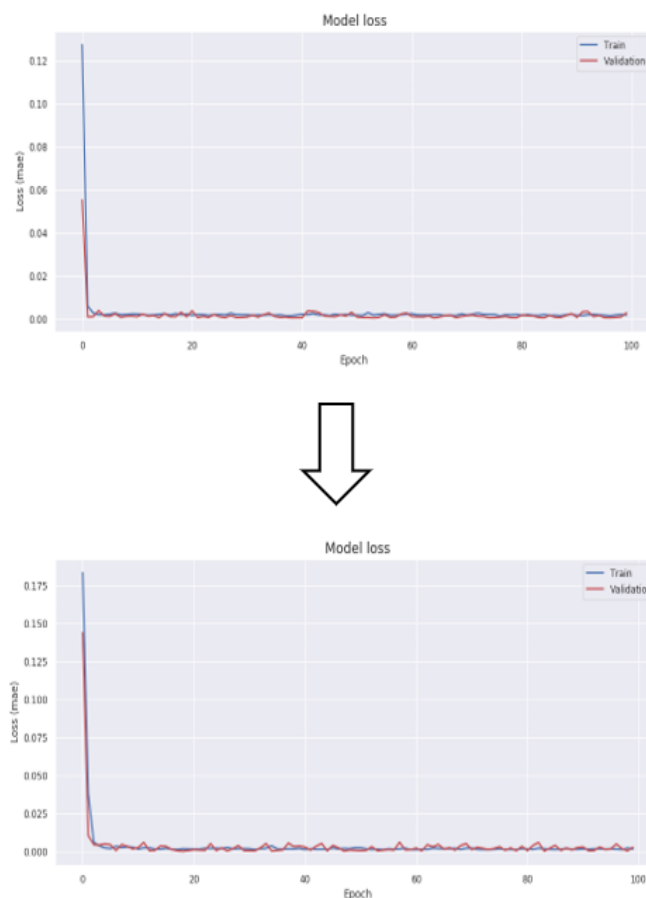 Model loss
Train
Validation
0.12
0.10
0.08
0.06
0.04
0.02
0.00
Loss (mae)
0 20 40 60 80 100
Epoch
Model loss
Train
Validation
0.175
0.150
0.125
0.100
0.075
0.050
0.025
0.000
Loss (mae)
0 20 40 60 80 100
Epoch